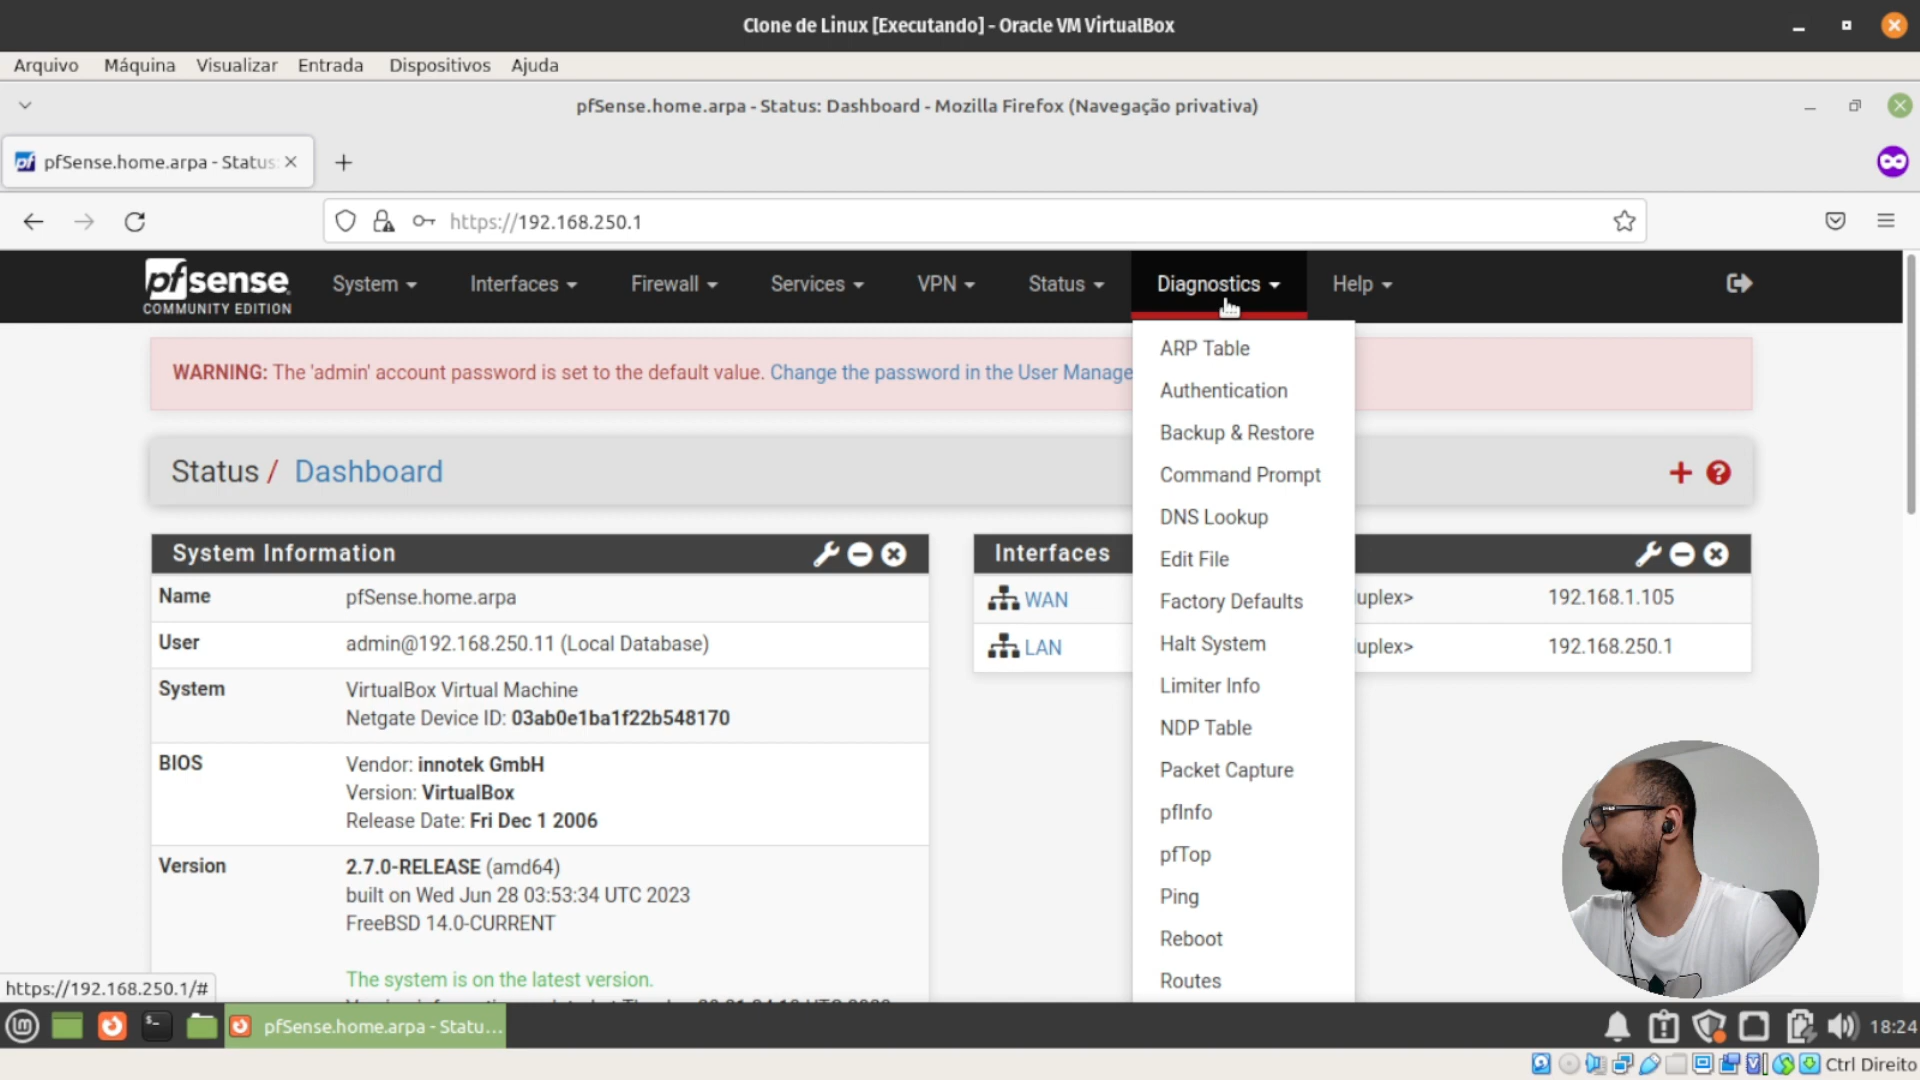 Clone de Linux [Executando] - Oracle VM VirtualBox
Arquivo Máquina Visualizar Entrada Dispositivos Ajuda
pfSense.home.arpa - Status: Dashboard - Mozilla Firefox (Navegação privativa)
pfSense.home.arpa - Status:
https://192.168.250.1
pfsense COMMUNITY EDITION
System Interfaces Firewall Services VPN Status Diagnostics Help
ARP Table
Authentication
Backup & Restore
Command Prompt
DNS Lookup
Edit File
Factory Defaults
Halt System
Limiter Info
NDP Table
Packet Capture
pfInfo
pfTop
Ping
Reboot
Routes
WARNING: The 'admin' account password is set to the default value. Change the password in the User Manage
Status / Dashboard
System Information
Name pfSense.home.arpa
User admin@192.168.250.11 (Local Database)
System VirtualBox Virtual Machine
Netgate Device ID: 03ab0e1ba1f22b548170
BIOS Vendor: innotek GmbH
Version: VirtualBox
Release Date: Fri Dec 1 2006
Version 2.7.0-RELEASE (amd64)
built on Wed Jun 28 03:53:34 UTC 2023
FreeBSD 14.0-CURRENT
The system is on the latest version.
Interfaces
WAN uplex> 192.168.1.105
LAN uplex> 192.168.250.1
https://192.168.250.1/#
pfSense.home.arpa - Statu...
18:24
Ctrl Direito